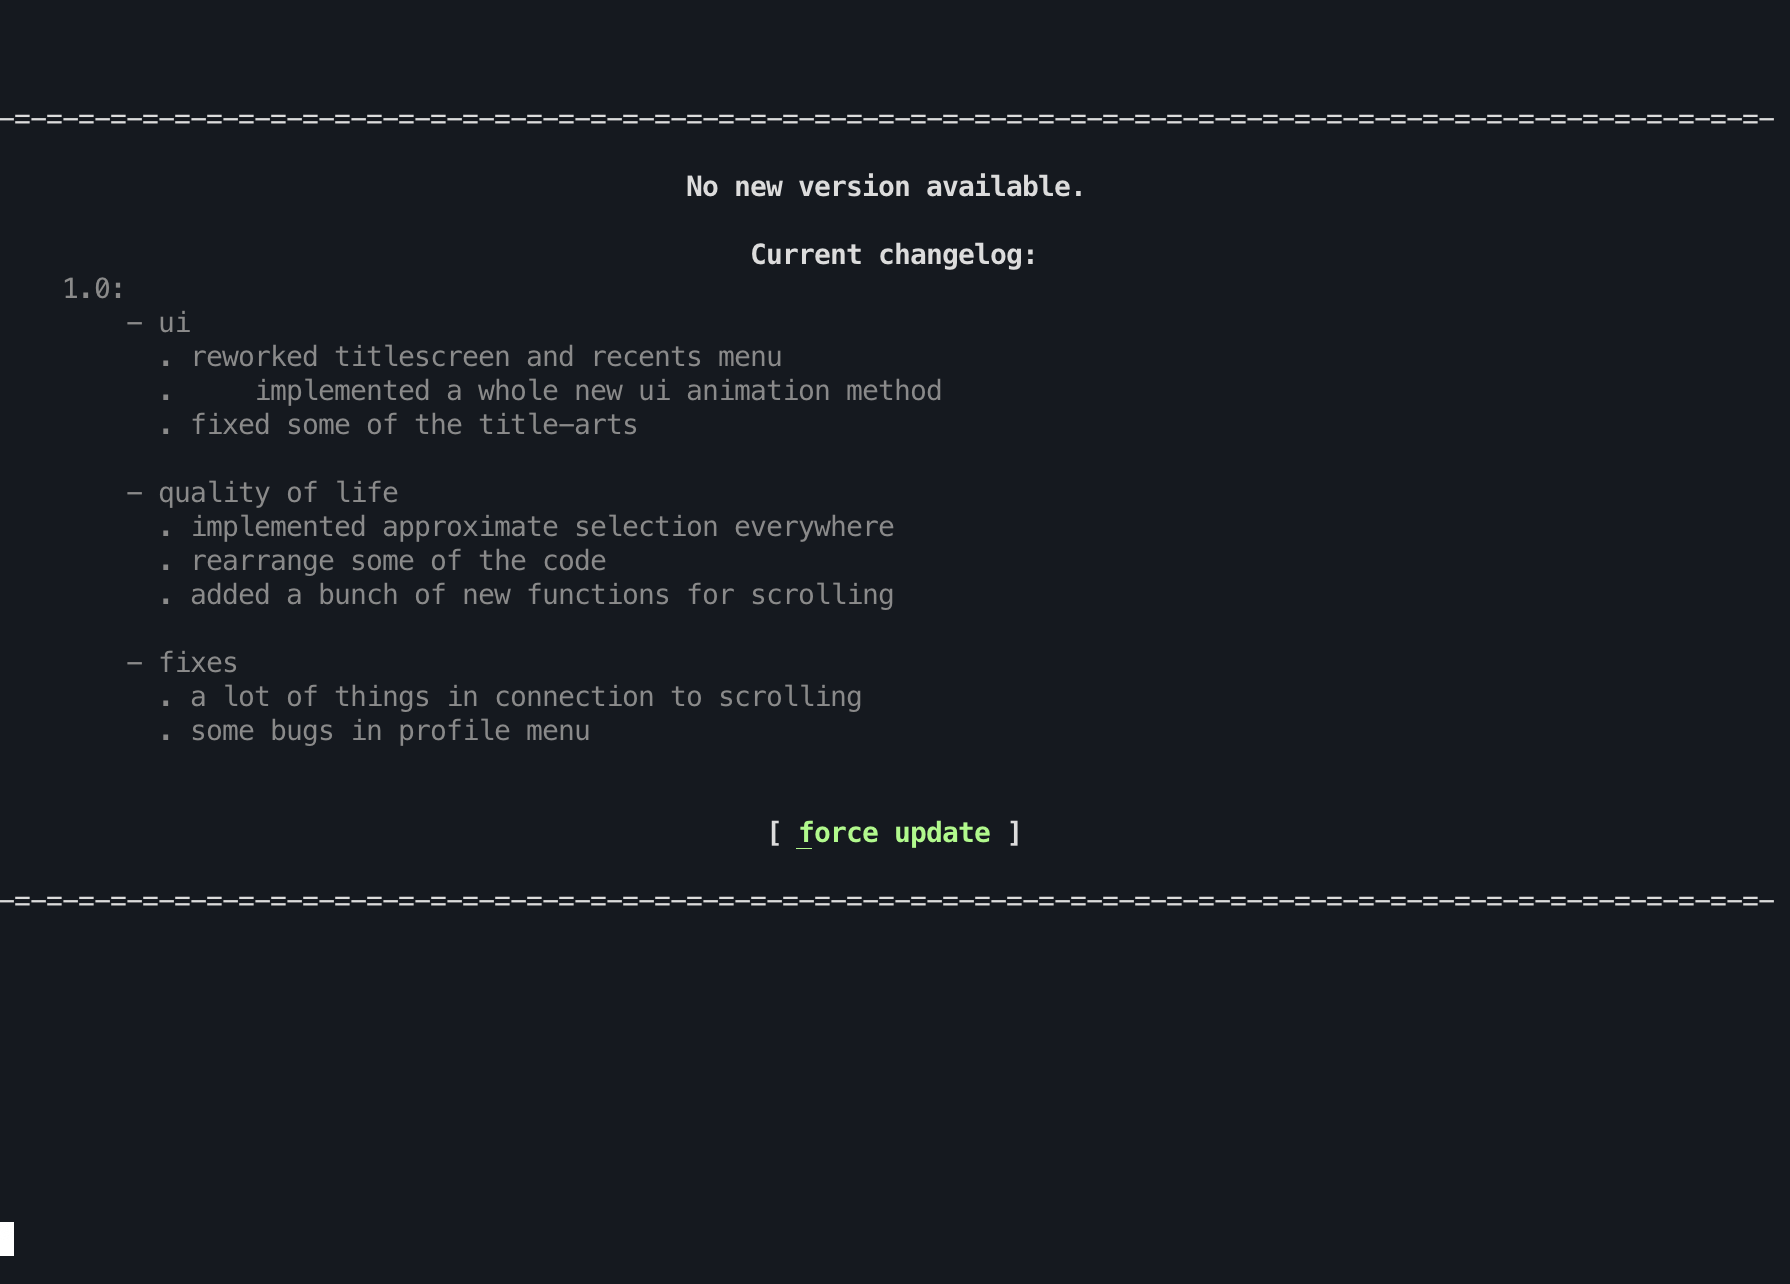 -=-=-=-=-=-=-=-=-=-=-=-=-=-=-=-=-=-=-=-=-=-=-=-=-=-=-=-=-=-=-=-=-=-=-=-=-=-=-=-=-=-=-=-=-=-=-=-=-=-=-=-=-=-=-=-
No new version available.
Current changelog:
1.0:
- ui
. reworked titlescreen and recents menu
.     implemented a whole new ui animation method
. fixed some of the title-arts
- quality of life
. implemented approximate selection everywhere
. rearrange some of the code
. added a bunch of new functions for scrolling
- fixes
. a lot of things in connection to scrolling
. some bugs in profile menu
[ force update ]
-=-=-=-=-=-=-=-=-=-=-=-=-=-=-=-=-=-=-=-=-=-=-=-=-=-=-=-=-=-=-=-=-=-=-=-=-=-=-=-=-=-=-=-=-=-=-=-=-=-=-=-=-=-=-=-